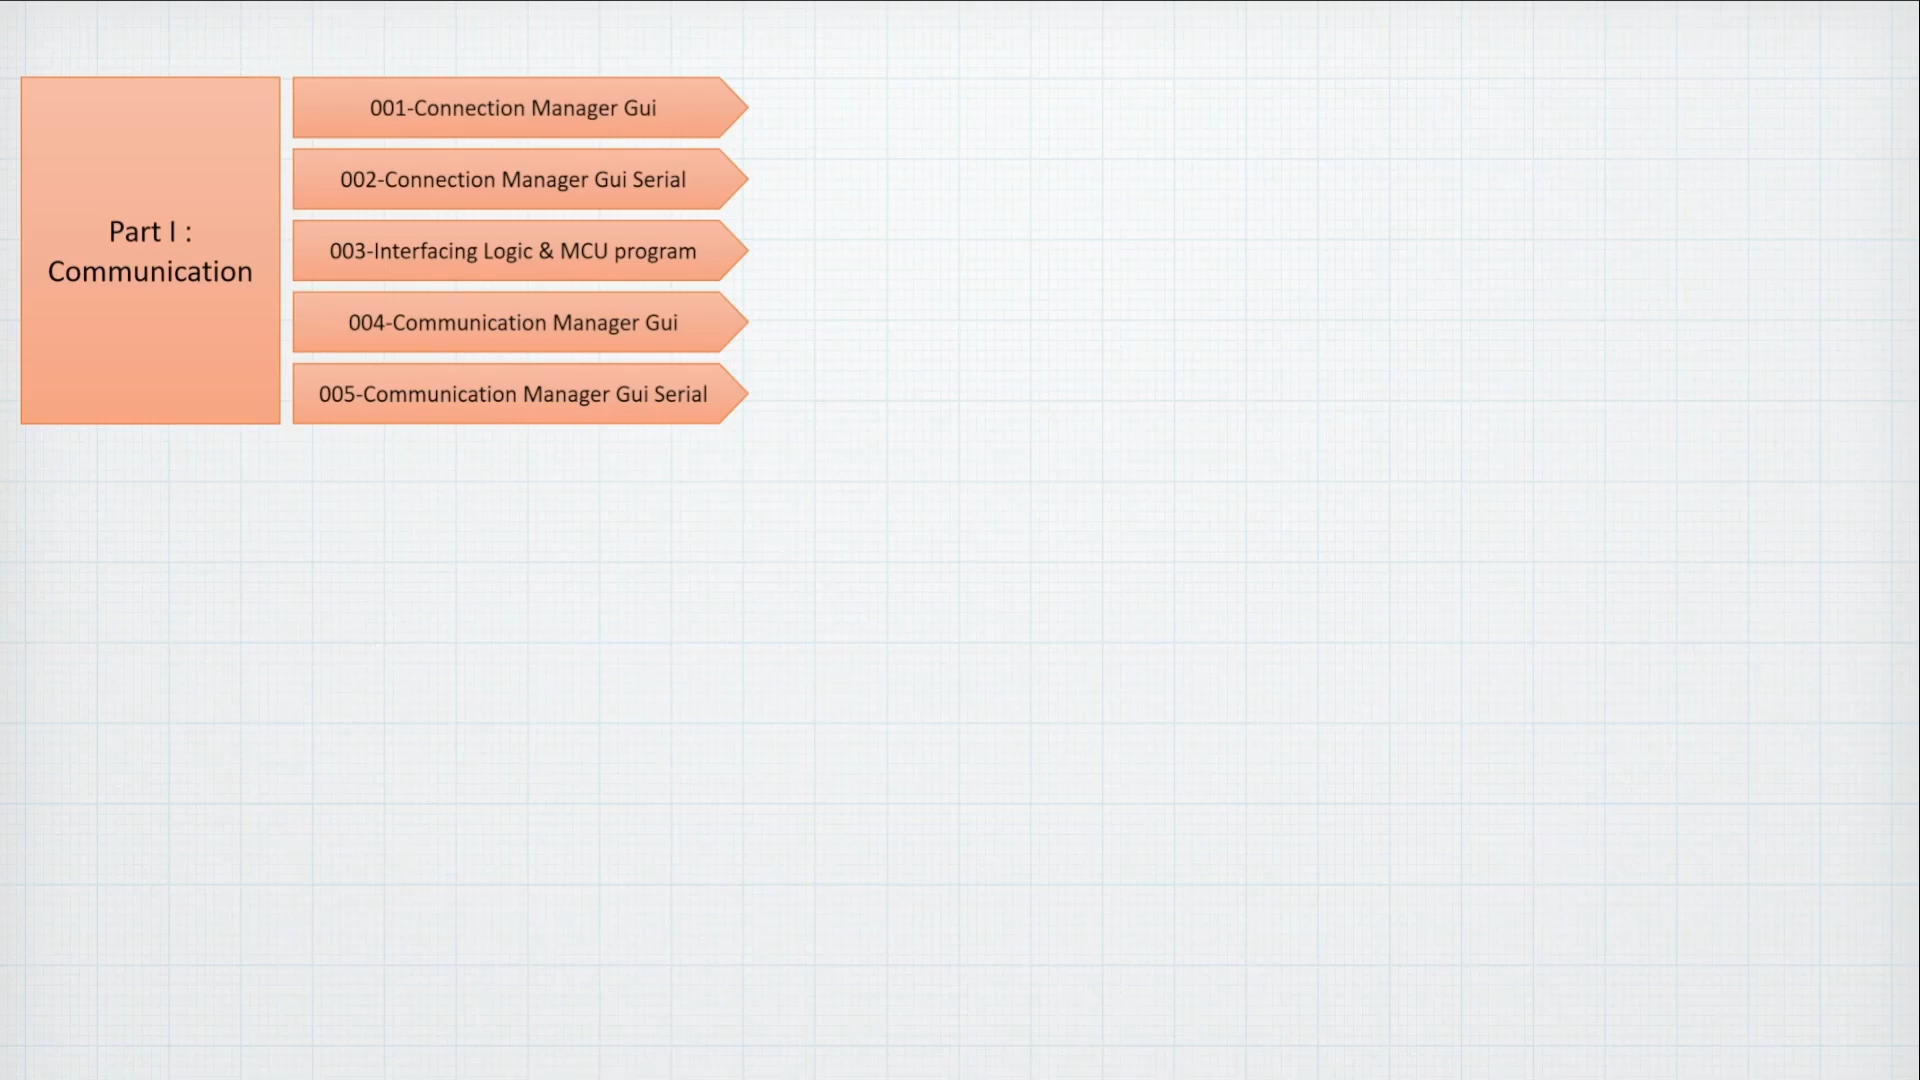 Part I :
Communication
001-Connection Manager Gui
002-Connection Manager Gui Serial
003-Interfacing Logic & MCU program
004-Communication Manager Gui
005-Communication Manager Gui Serial